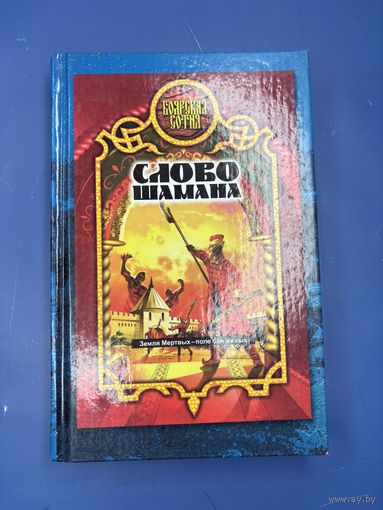 БОЯРСКАЯ
СОТНЯ
СЛОВО
ШАМАНА
Земля Мертвых – поле боя живых
www.ay.by